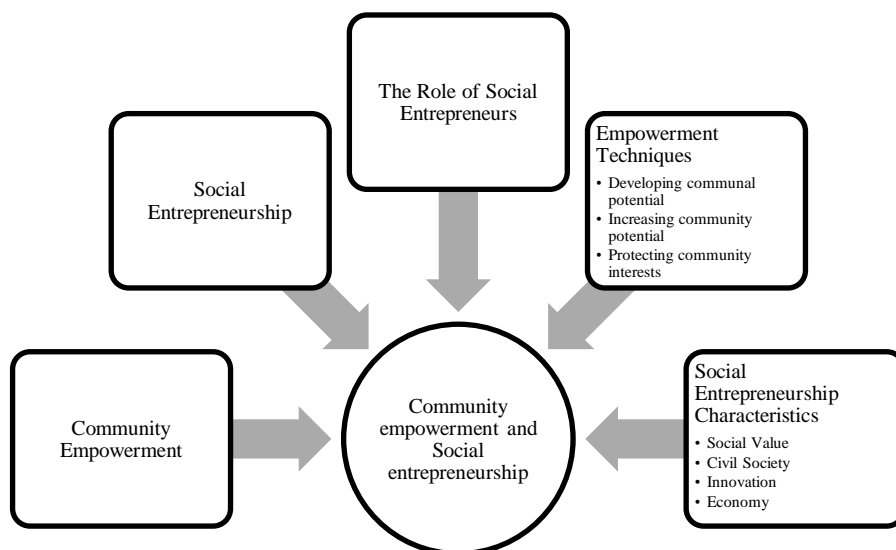 The Role of Social
Entrepreneurs
Social
Entrepreneurship
Empowerment
Techniques
• Developing communal
potential
• Increasing community
potential
• Protecting community
interests
Community
Empowerment
Community
empowerment and
Social
entrepreneurship
Social
Entrepreneurship
Characteristics
• Social Value
• Civil Society
• Innovation
• Economy